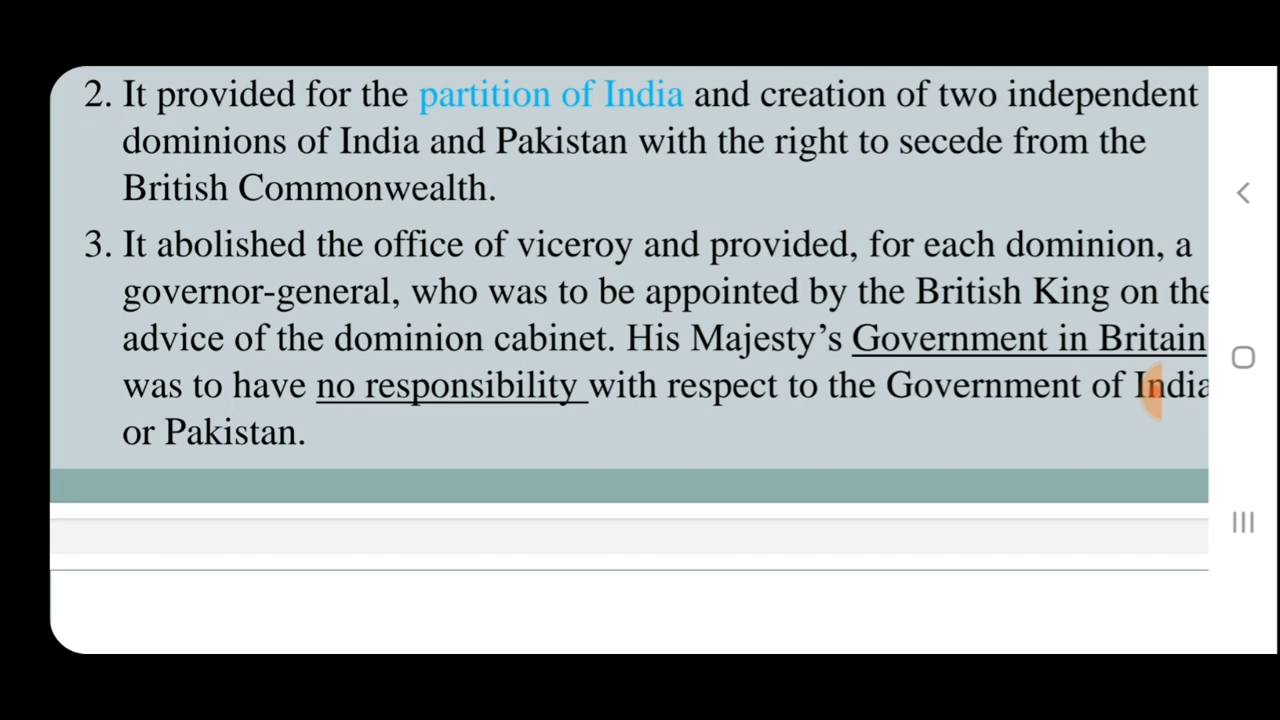 2. It provided for the partition of India and creation of two independent
dominions of India and Pakistan with the right to secede from the
British Commonwealth.
3. It abolished the office of viceroy and provided, for each dominion, a
governor-general, who was to be appointed by the British King on the
advice of the dominion cabinet. His Majesty’s Government in Britain
was to have no responsibility with respect to the Government of India
or Pakistan.